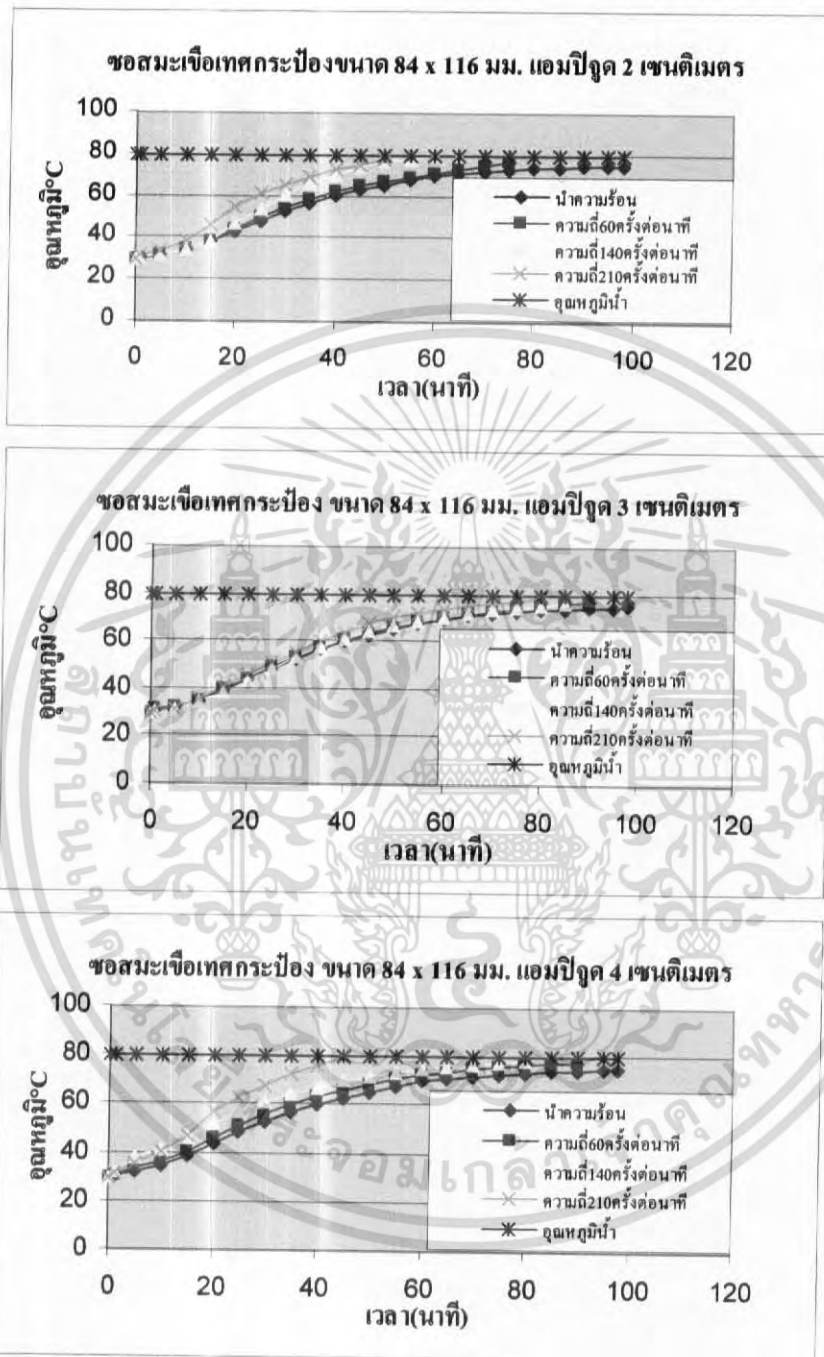 ซอสมะเขือเทศกระป๋องขนาด 84 x 116 มม. แอมปิจูด 2 เซนติเมตร
100
80
60
40
20
0
อุณหภูมิ°C
นำความร้อน
ความถี่60ครั้งต่อนาที
ความถี่140ครั้งต่อนาที
ความถี่210ครั้งต่อนาที
อุณหภูมิน้ำ
0 20 40 60 80 100 120
เวลา(นาที)
ซอสมะเขือเทศกระป๋อง ขนาด 84 x 116 มม. แอมปิจูด 3 เซนติเมตร
100
80
60
40
20
0
อุณหภูมิ°C
นำความร้อน
ความถี่60ครั้งต่อนาที
ความถี่140ครั้งต่อนาที
ความถี่210ครั้งต่อนาที
อุณหภูมิน้ำ
0 20 40 60 80 100 120
เวลา(นาที)
ซอสมะเขือเทศกระป๋อง ขนาด 84 x 116 มม. แอมปิจูด 4 เซนติเมตร
100
80
60
40
20
0
อุณหภูมิ°C
นำความร้อน
ความถี่60ครั้งต่อนาที
ความถี่140ครั้งต่อนาที
ความถี่210ครั้งต่อนาที
อุณหภูมิน้ำ
0 20 40 60 80 100 120
เวลา(นาที)